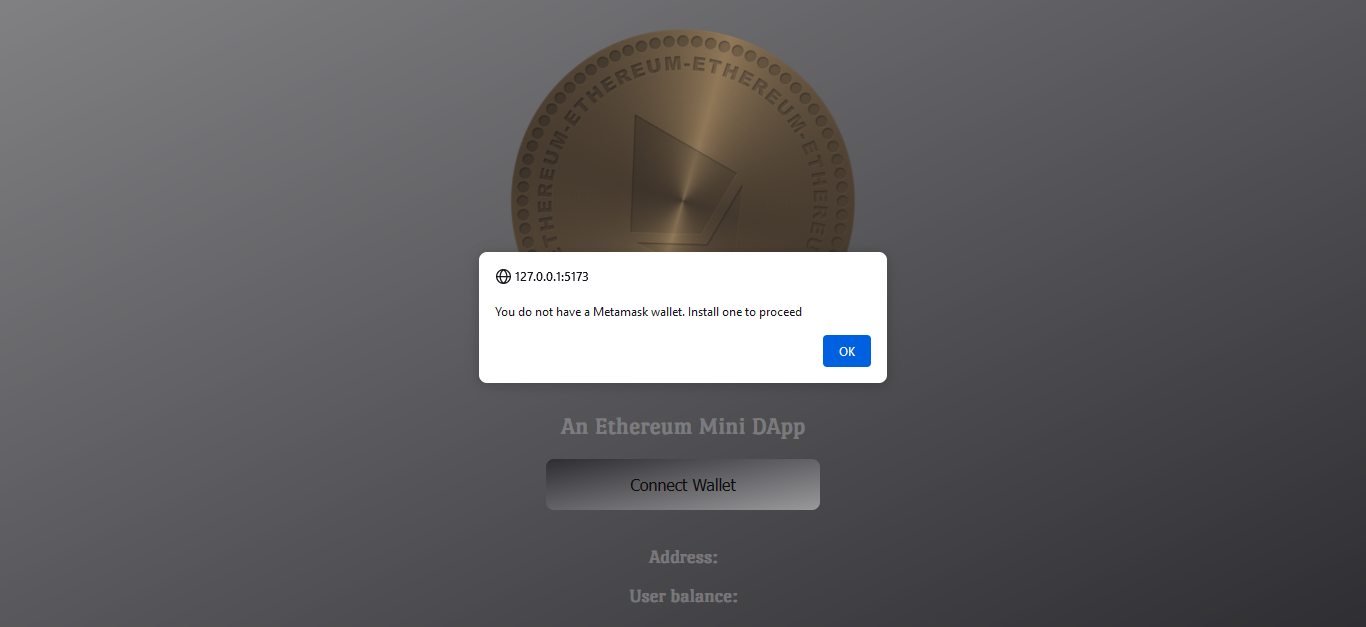 ETHEREUM-ETHEREUM-ETHEREUM-ETHEREU
127.0.0.1:5173
You do not have a Metamask wallet. Install one to proceed
OK
An Ethereum Mini DApp
Connect Wallet
Address:
User balance: